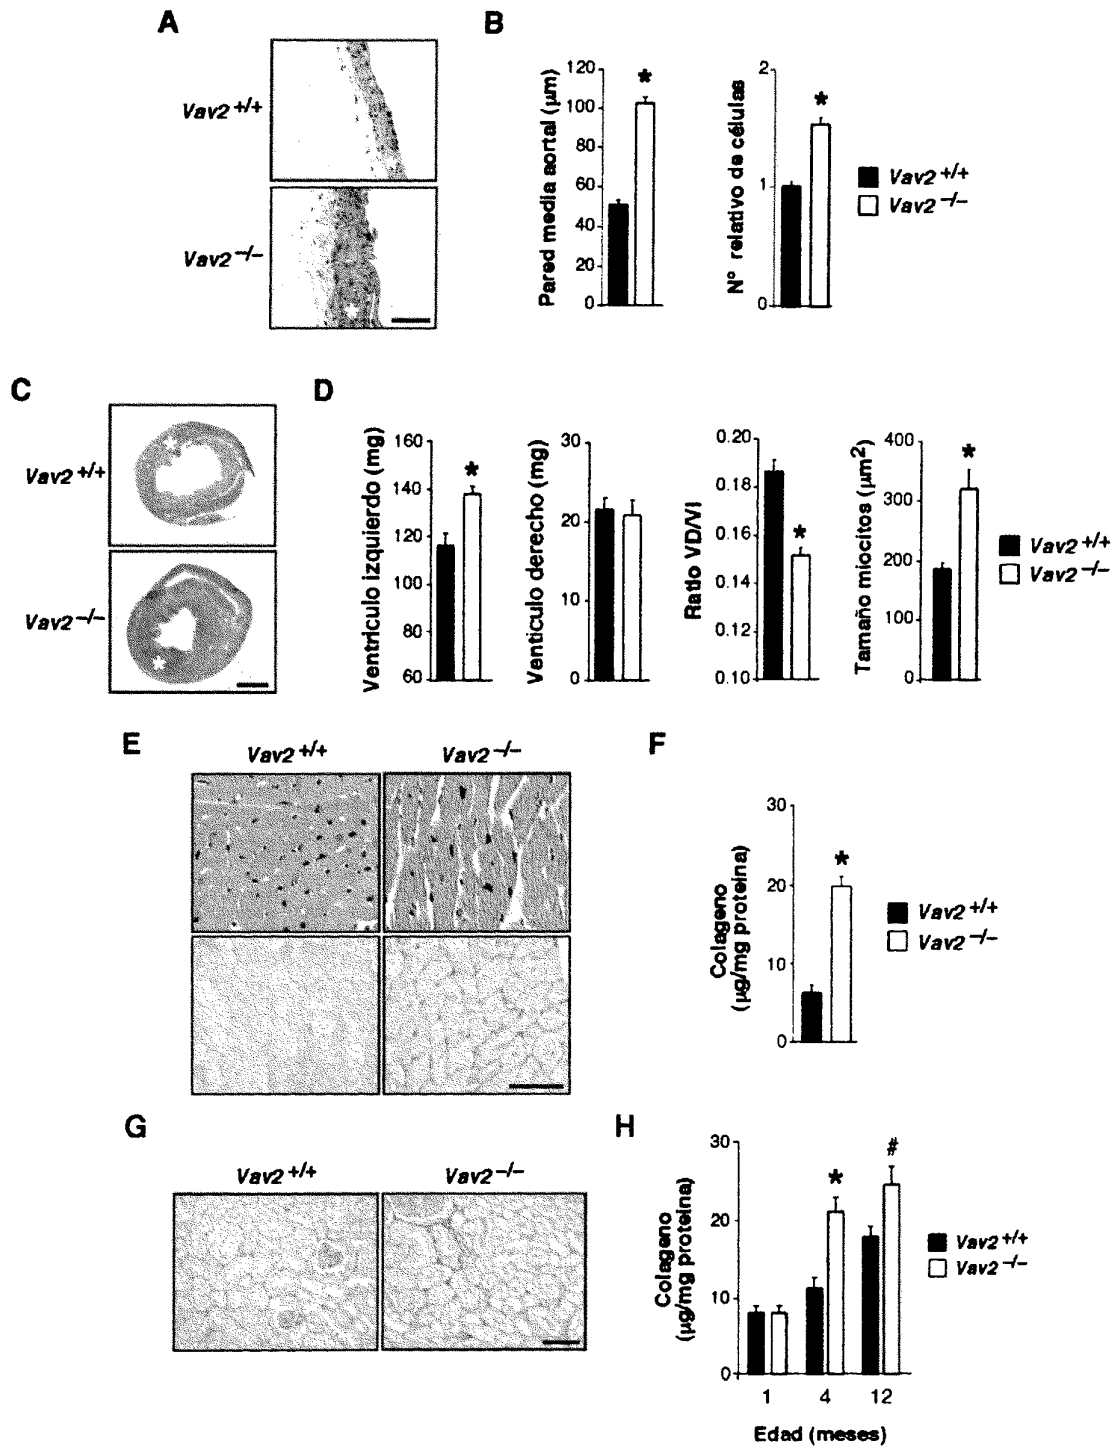 A
Vav2 +/+
Vav2 –/–
*
B
Pared media aortal (µm)
120
100
80
60
40
20
0
*
Nº relativo de células
2
1
0
*
Vav2 +/+
Vav2 –/–
C
Vav2 +/+
*
Vav2 –/–
*
D
Ventrículo izquierdo (mg)
160
140
120
100
80
60
*
Venticulo derecho (mg)
30
20
10
0
Ratio VD/VI
0.20
0.18
0.16
0.14
0.12
0.10
*
Tamaño miocitos (µm²)
400
300
200
100
0
*
Vav2 +/+
Vav2 –/–
E
Vav2 +/+
Vav2 –/–
F
Colageno
(µg/mg proteína)
30
20
10
0
*
Vav2 +/+
Vav2 –/–
G
Vav2 +/+
Vav2 –/–
H
Colageno
(µg/mg proteína)
30
20
10
0
*
#
Vav2 +/+
Vav2 –/–
1 4 12
Edad (meses)